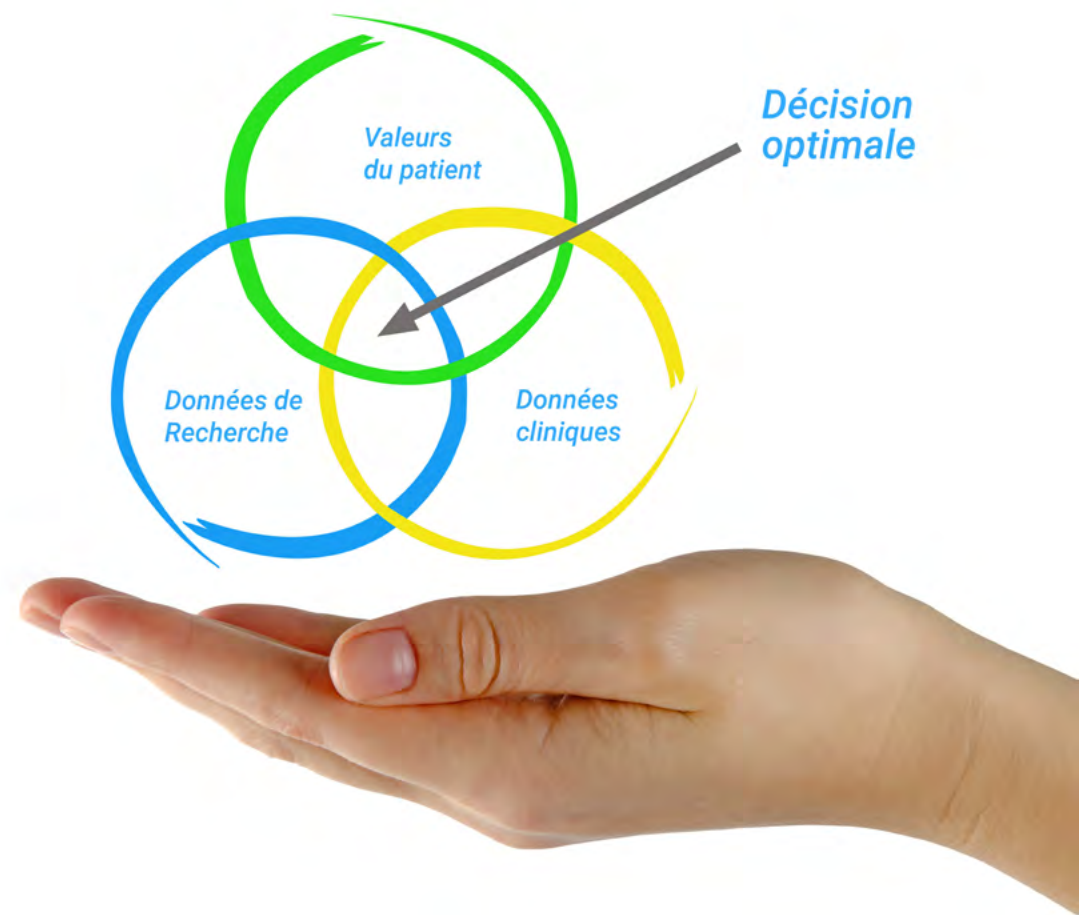 Décision
optimale
Valeurs
du patient
Données de
Recherche
Données
cliniques